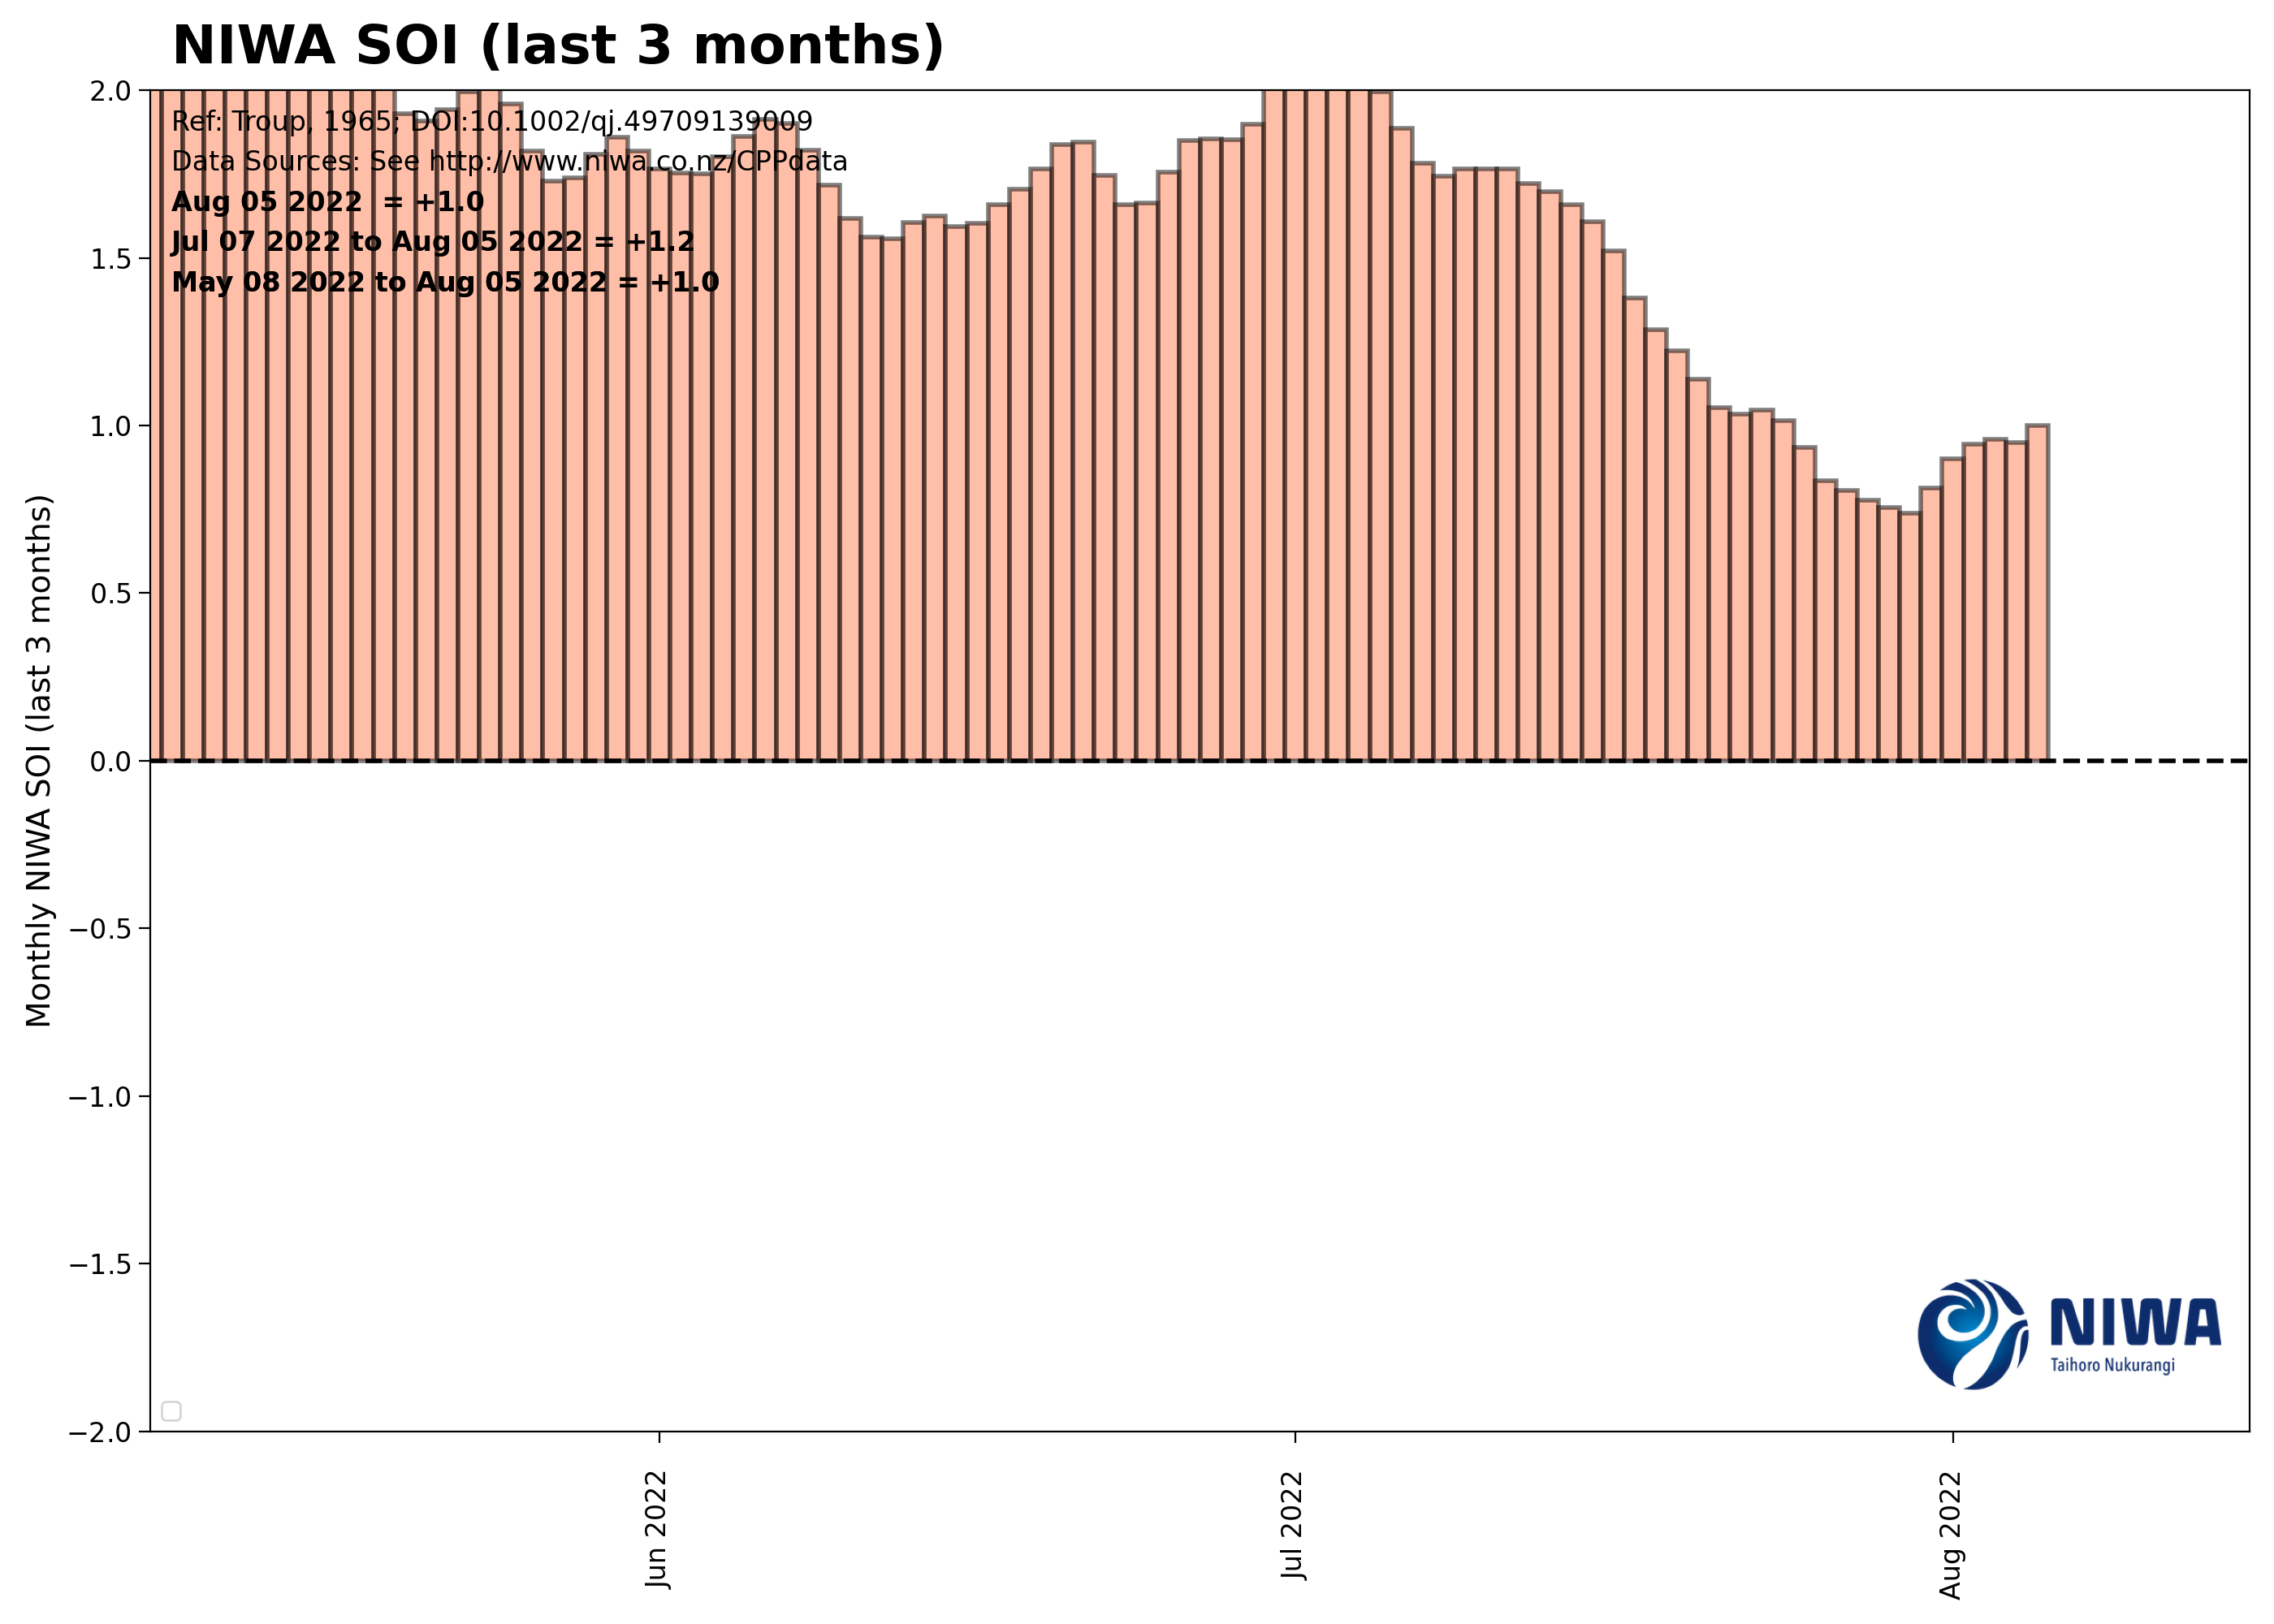 NIWA SOI (last 3 months)
Monthly NIWA SOI (last 3 months)
2.0
1.5
1.0
0.5
0.0
−0.5
−1.0
−1.5
−2.0
Ref: Troup, 1965; DOI:10.1002/qj.49709139009
Data Sources: See http://www.niwa.co.nz/CPPdata
Aug 05 2022  = +1.0
Jul 07 2022 to Aug 05 2022 = +1.2
May 08 2022 to Aug 05 2022 = +1.0
NIWA
Taihoro Nukurangi
Jun 2022
Jul 2022
Aug 2022